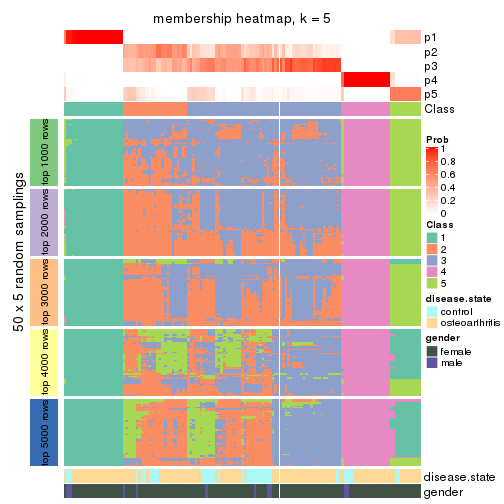 membership heatmap, k = 5
p1
p2
p3
p4
p5
Class
50 x 5 random samplings
top 1000 rows
top 2000 rows
top 3000 rows
top 4000 rows
top 5000 rows
Prob
1
0.8
0.6
0.4
0.2
0
Class
1
2
3
4
5
disease.state
control
osteoarthritis
gender
female
male
disease.state
gender